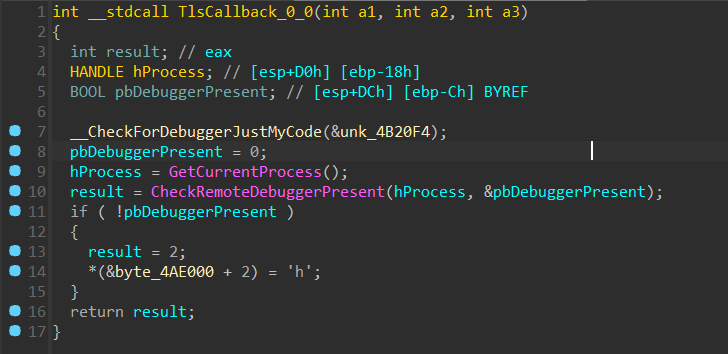 1 int __stdcall TlsCallback_0_0(int a1, int a2, int a3)
2 {
3 int result; // eax
4 HANDLE hProcess; // [esp+D0h] [ebp-18h]
5 BOOL pbDebuggerPresent; // [esp+DCh] [ebp-Ch] BYREF
6
7 __CheckForDebuggerJustMyCode(&unk_4B20F4);
8 pbDebuggerPresent = 0;
9 hProcess = GetCurrentProcess();
10 result = CheckRemoteDebuggerPresent(hProcess, &pbDebuggerPresent);
11 if ( !pbDebuggerPresent )
12 {
13 result = 2;
14 *(&byte_4AE000 + 2) = 'h';
15 }
16 return result;
17 }